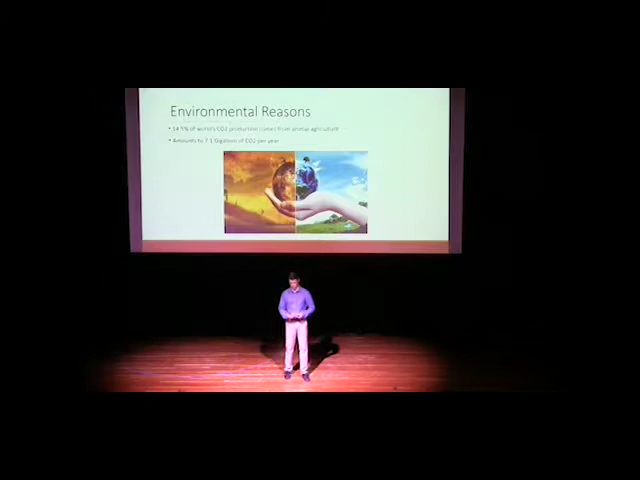 Environmental Reasons
• 14.5% of world's CO2 production comes from animal agriculture
• Amounts to 7.1 Gigatons of CO2 per year